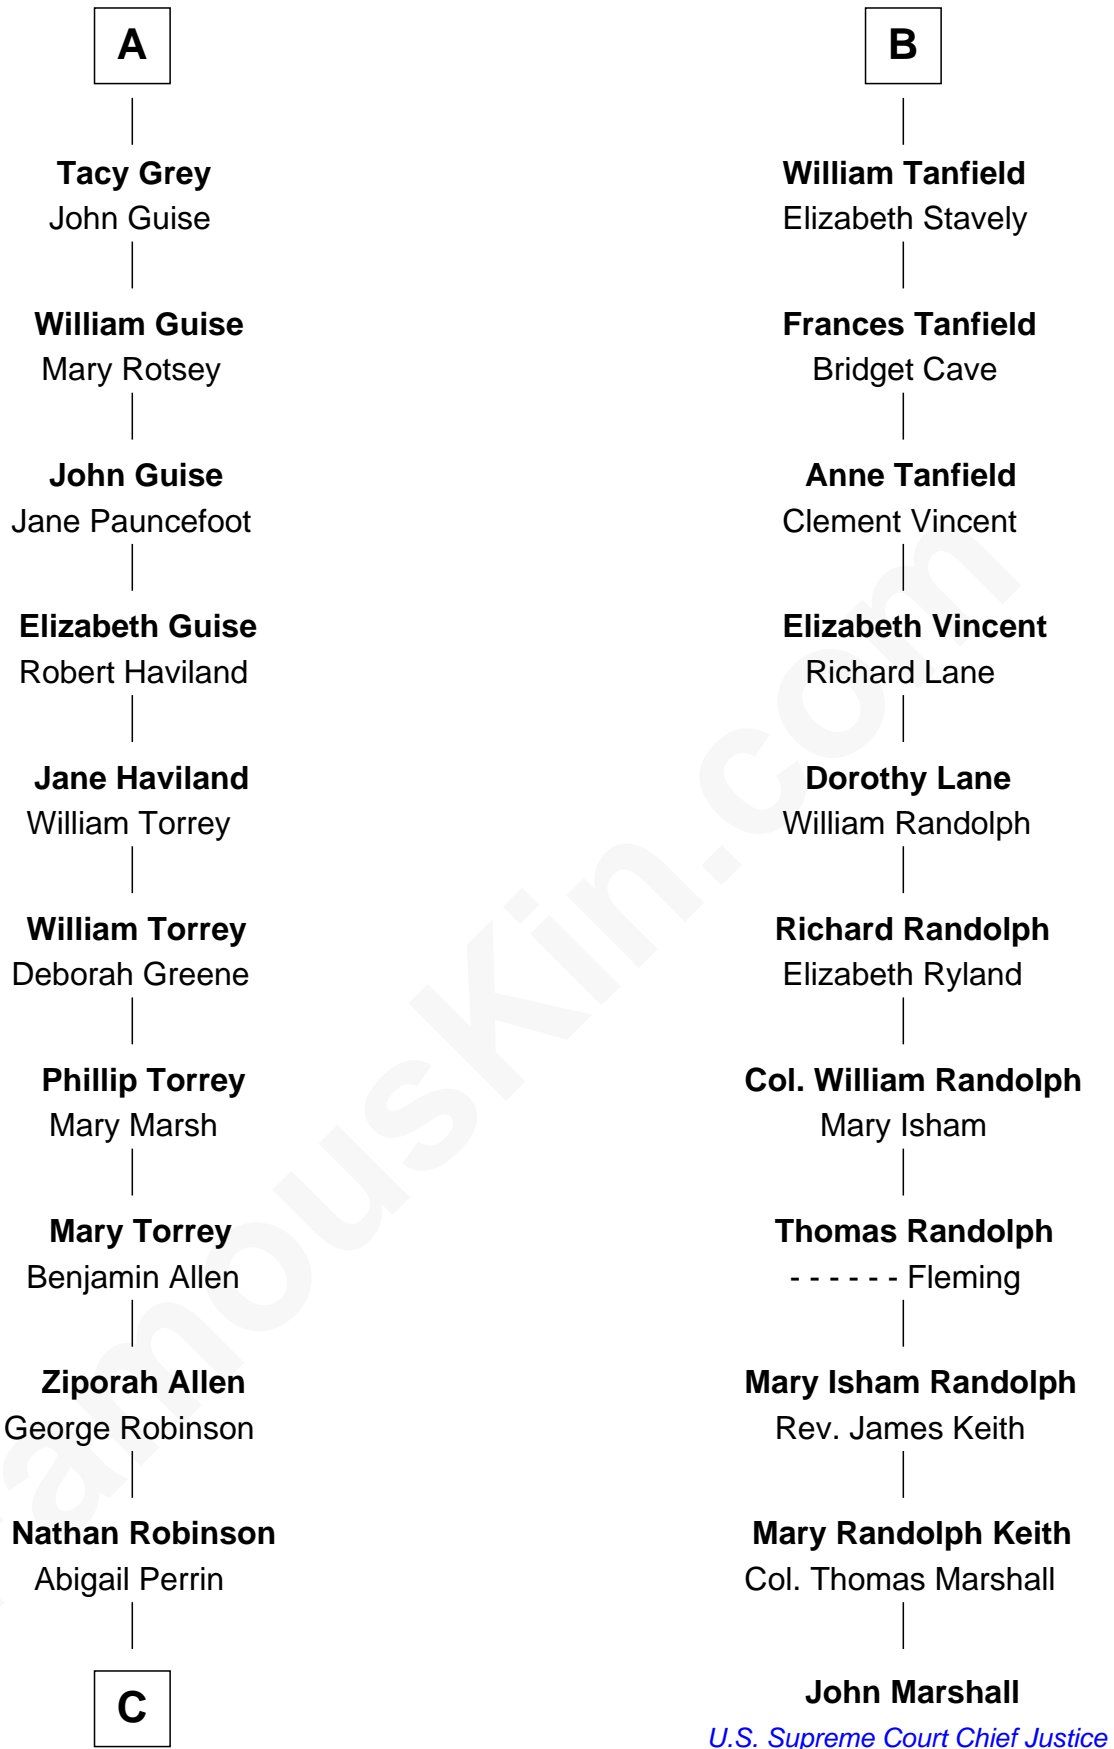 A
Tacy Grey
John Guise
William Guise
Mary Rotsey
John Guise
Jane Pauncefoot
Elizabeth Guise
Robert Haviland
Jane Haviland
William Torrey
William Torrey
Deborah Greene
Phillip Torrey
Mary Marsh
Mary Torrey
Benjamin Allen
Ziporah Allen
George Robinson
Nathan Robinson
Abigail Perrin
C
B
William Tanfield
Elizabeth Stavely
Frances Tanfield
Bridget Cave
Anne Tanfield
Clement Vincent
Elizabeth Vincent
Richard Lane
Dorothy Lane
William Randolph
Richard Randolph
Elizabeth Ryland
Col. William Randolph
Mary Isham
Thomas Randolph
- - - - - - Fleming
Mary Isham Randolph
Rev. James Keith
Mary Randolph Keith
Col. Thomas Marshall
John Marshall
U.S. Supreme Court Chief Justice
FamousKin.com